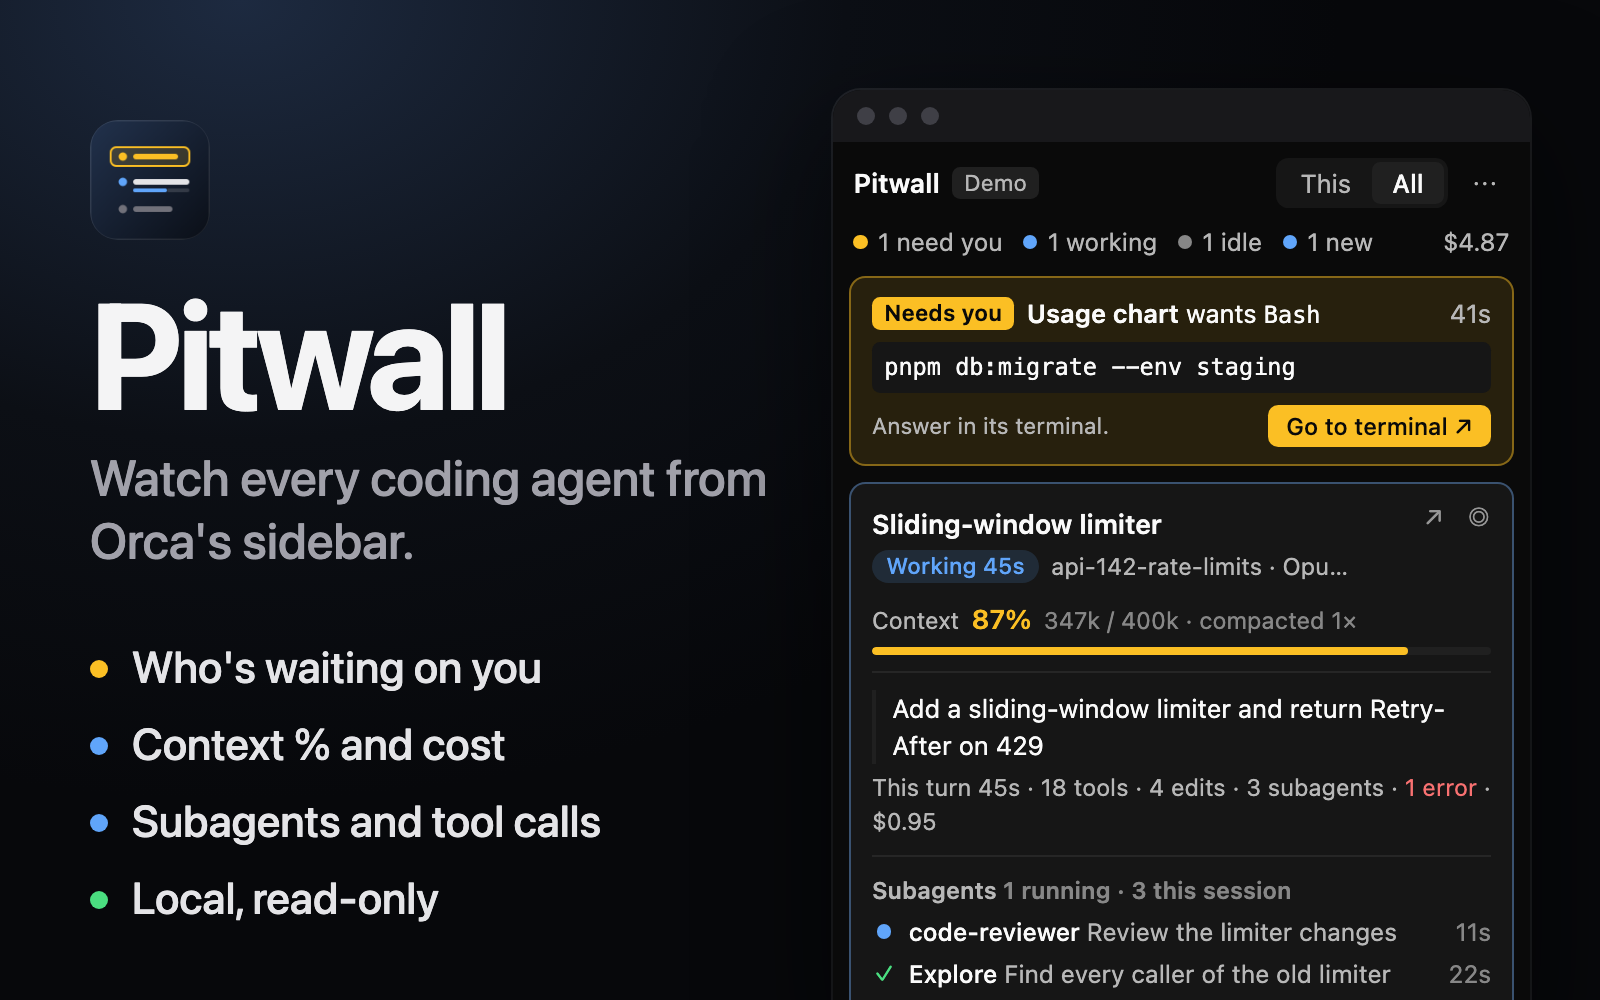 Pitwall
Watch every coding agent from
Orca's sidebar.
Who's waiting on you
Context % and cost
Subagents and tool calls
Local, read-only
Pitwall Demo This All ···
1 need you 1 working 1 idle 1 new $4.87
Needs you Usage chart wants Bash 41s
pnpm db:migrate --env staging
Answer in its terminal. Go to terminal ↗
Sliding-window limiter ↗
Working 45s api-142-rate-limits · Opu...
Context 87% 347k / 400k · compacted 1×
Add a sliding-window limiter and return Retry-
After on 429
This turn 45s · 18 tools · 4 edits · 3 subagents · 1 error ·
$0.95
Subagents 1 running · 3 this session
code-reviewer Review the limiter changes 11s
✓ Explore Find every caller of the old limiter 22s